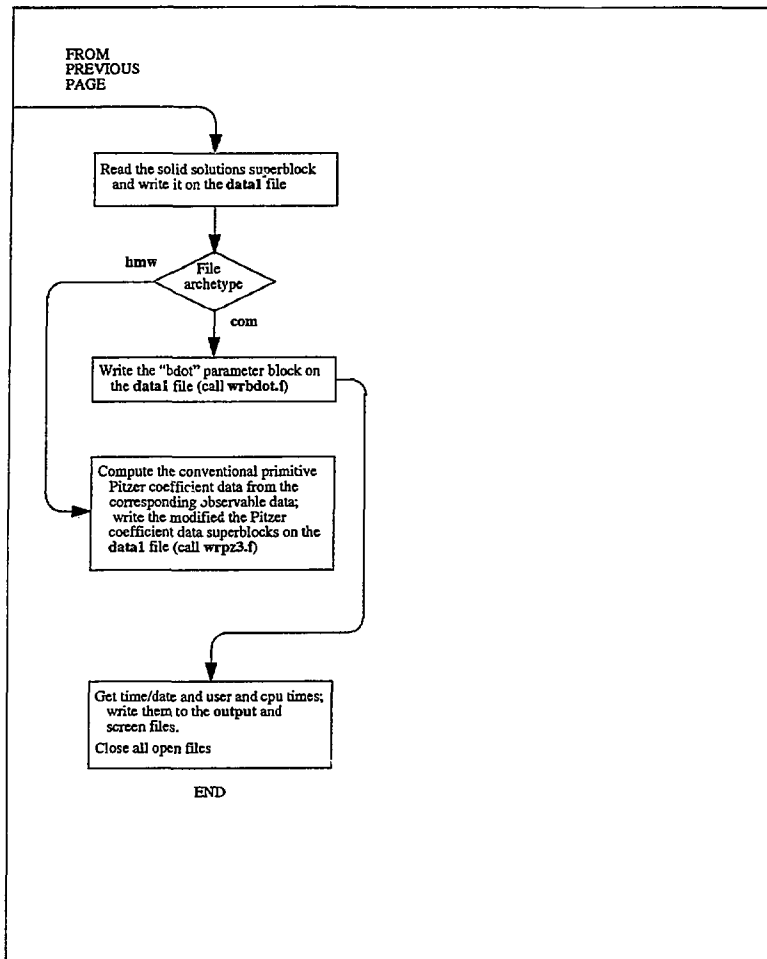 FROM
PREVIOUS
PAGE
Read the solid solutions superblock
and write it on the data1 file
hmw
File
archetype
com
Write the "bdot" parameter block on
the data1 file (call wrbdot.f)
Compute the conventional primitive
Pitzer coefficient data from the
corresponding observable data;
write the modified the Pitzer
coefficient data superblocks on the
data1 file (call wrpz3.f)
Get time/date and user and cpu times;
write them to the output and
screen files.
Close all open files
END